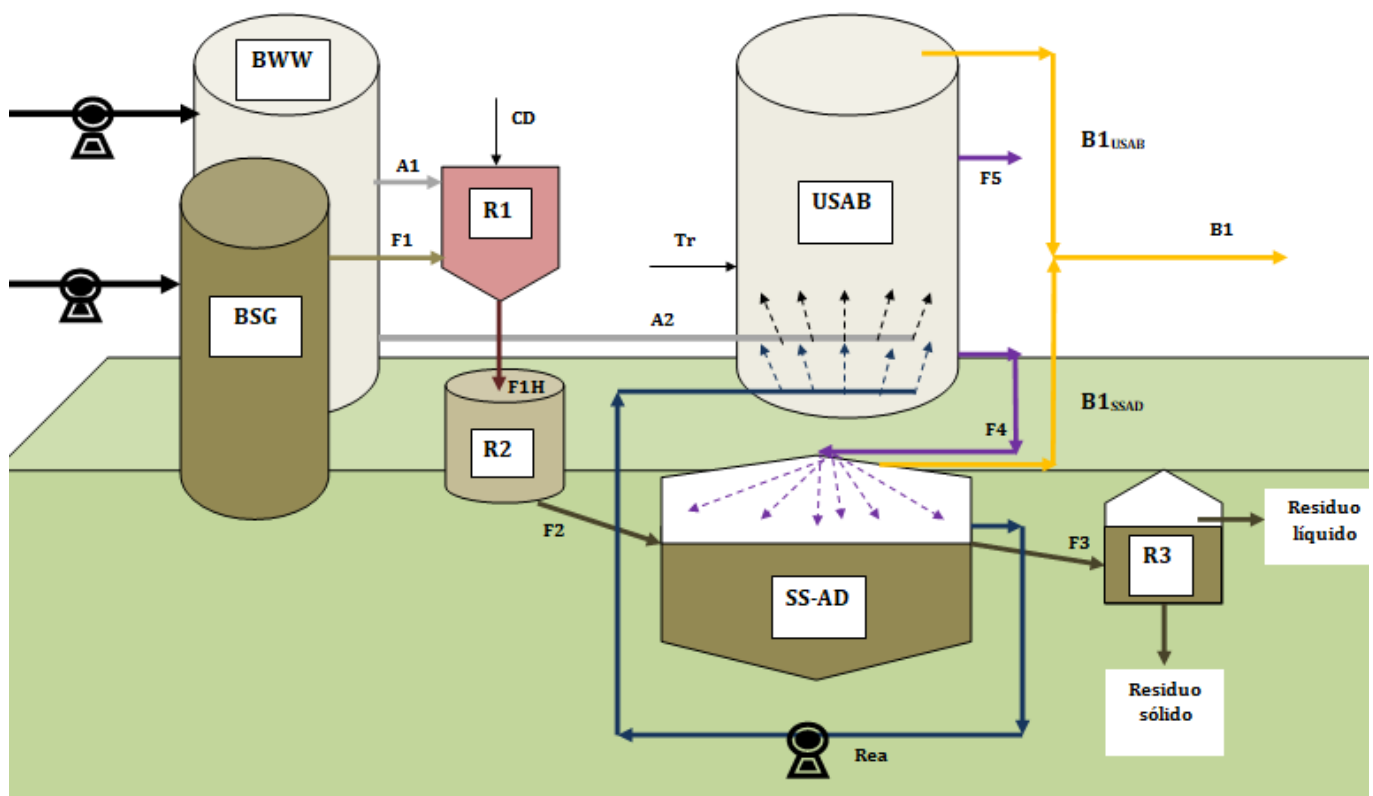 BWW
CD
A1
R1
F1
BSG
USAB
F5
B1USAB
B1
Tr
A2
F1H
R2
B1SSAD
F4
F2
SS-AD
F3
R3
Residuo
líquido
Residuo
sólido
Rea